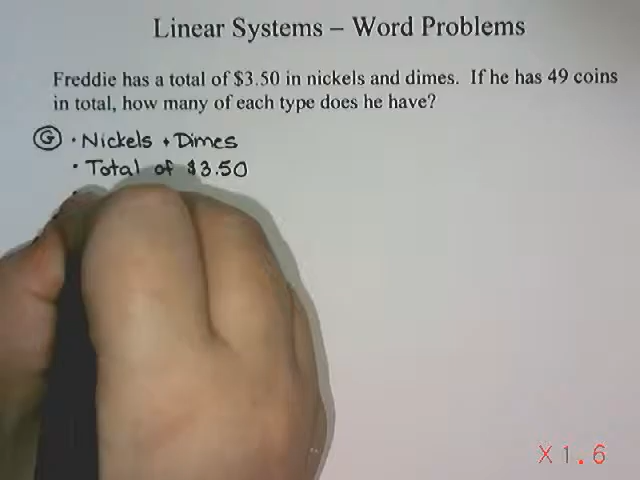 Linear Systems – Word Problems
Freddie has a total of $3.50 in nickels and dimes. If he has 49 coins
in total, how many of each type does he have?
G • Nickels + Dimes
• Total of $3.50
X1.6